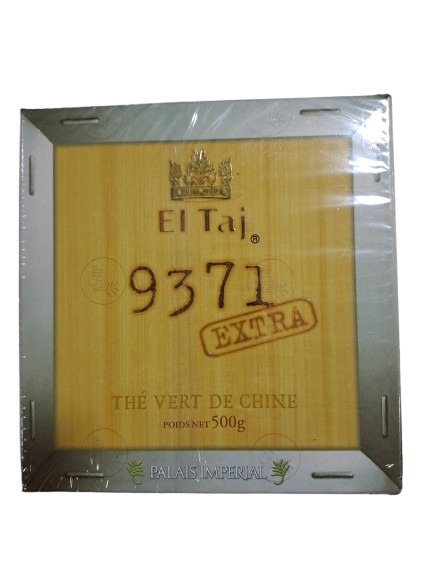 El Taj®
9371
EXTRA
THÉ VERT DE CHINE
POIDS NET 500g
PALAIS IMPERIAL